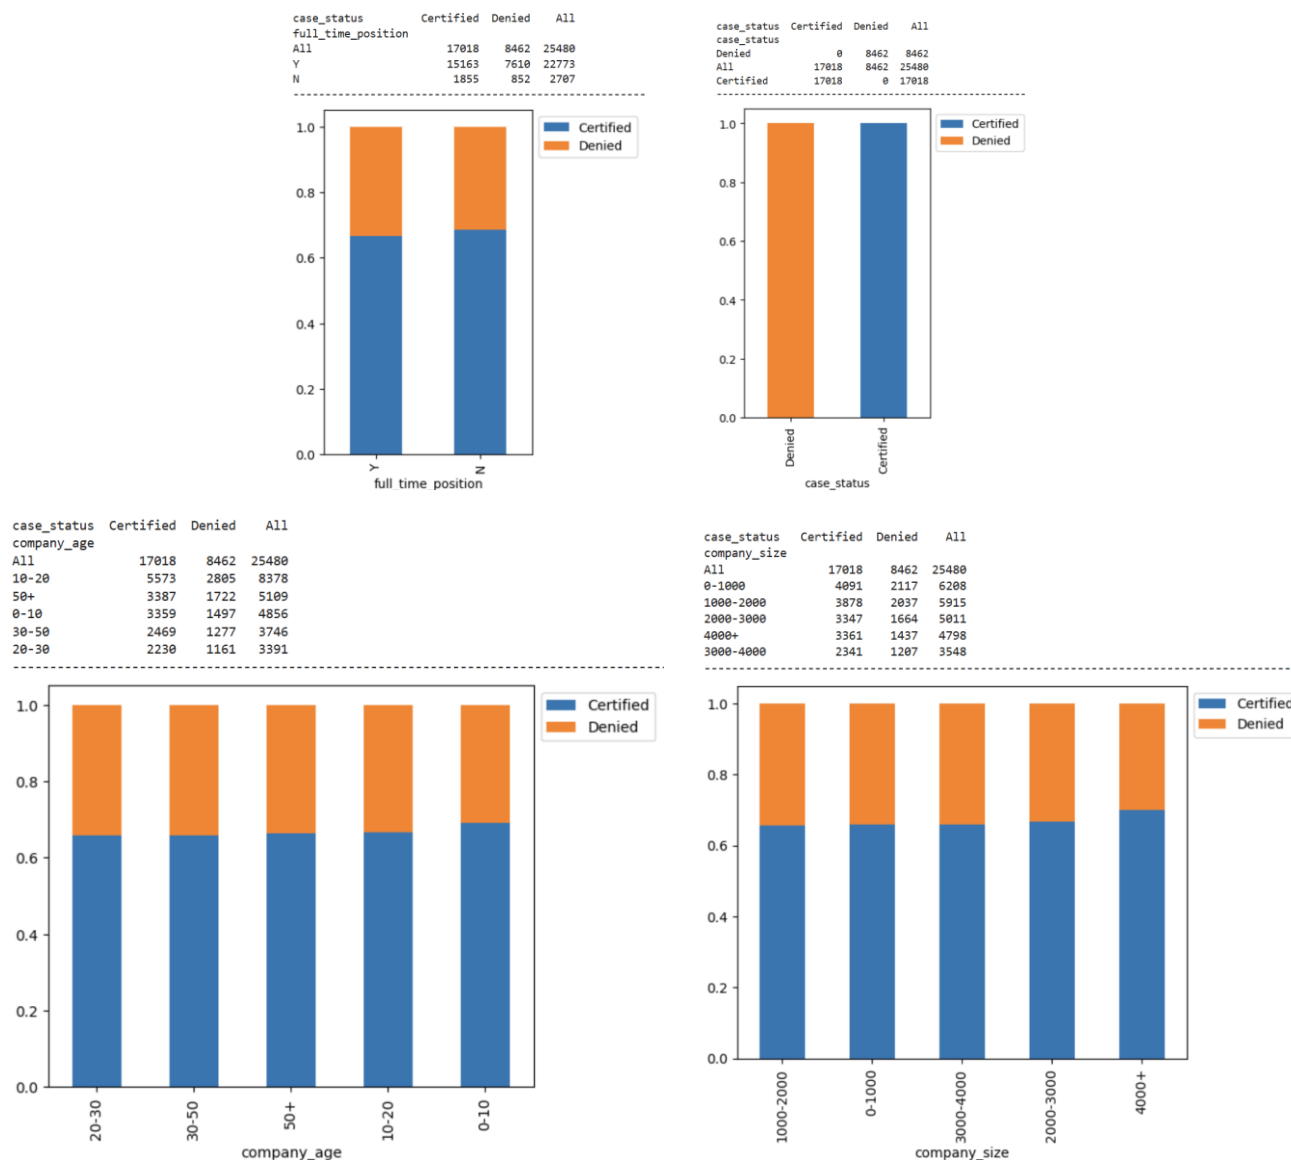 case_status Certified Denied All
full_time_position
All 17018 8462 25480
Y 15163 7610 22773
N 1855 852 2707
1.0
0.8
0.6
0.4
0.2
0.0
Certified
Denied
Y
N
full_time_position
case_status Certified Denied All
case_status
Denied 0 8462 8462
All 17018 8462 25480
Certified 17018 0 17018
1.0
0.8
0.6
0.4
0.2
0.0
Certified
Denied
Denied
Certified
case_status
case_status Certified Denied All
company_age
All 17018 8462 25480
10-20 5573 2805 8378
50+ 3387 1722 5109
0-10 3359 1497 4856
30-50 2469 1277 3746
20-30 2230 1161 3391
1.0
0.8
0.6
0.4
0.2
0.0
Certified
Denied
20-30
30-50
50+
10-20
0-10
company_age
case_status Certified Denied All
company_size
All 17018 8462 25480
0-1000 4091 2117 6208
1000-2000 3878 2037 5915
2000-3000 3347 1664 5011
4000+ 3361 1437 4798
3000-4000 2341 1207 3548
1.0
0.8
0.6
0.4
0.2
0.0
Certified
Denied
1000-2000
0-1000
3000-4000
2000-3000
4000+
company_size